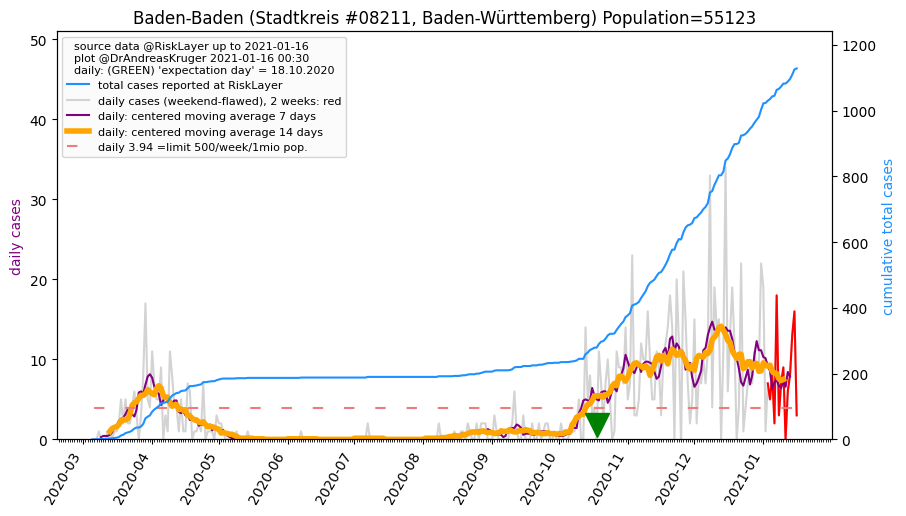 Baden-Baden (Stadtkreis #08211, Baden-Württemberg) Population=55123
source data @RiskLayer up to 2021-01-16
plot @DrAndreasKruger 2021-01-16 00:30
daily: (GREEN) 'expectation day' = 18.10.2020
total cases reported at RiskLayer
daily cases (weekend-flawed), 2 weeks: red
daily: centered moving average 7 days
daily: centered moving average 14 days
daily 3.94 =limit 500/week/1mio pop.
daily cases
50
40
30
20
10
0
cumulative total cases
1200
1000
800
600
400
200
0
2020-03
2020-04
2020-05
2020-06
2020-07
2020-08
2020-09
2020-10
2020-11
2020-12
2021-01